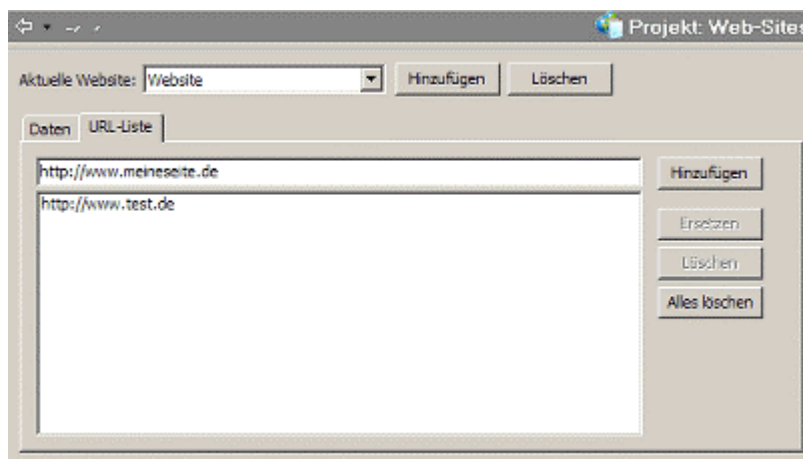 Projekt: Web-Sites
Aktuelle Website: Website Hinzufügen Löschen
Daten URL-Liste
http://www.meineseite.de Hinzufügen
http://www.test.de
Ersetzen
Löschen
Alles löschen